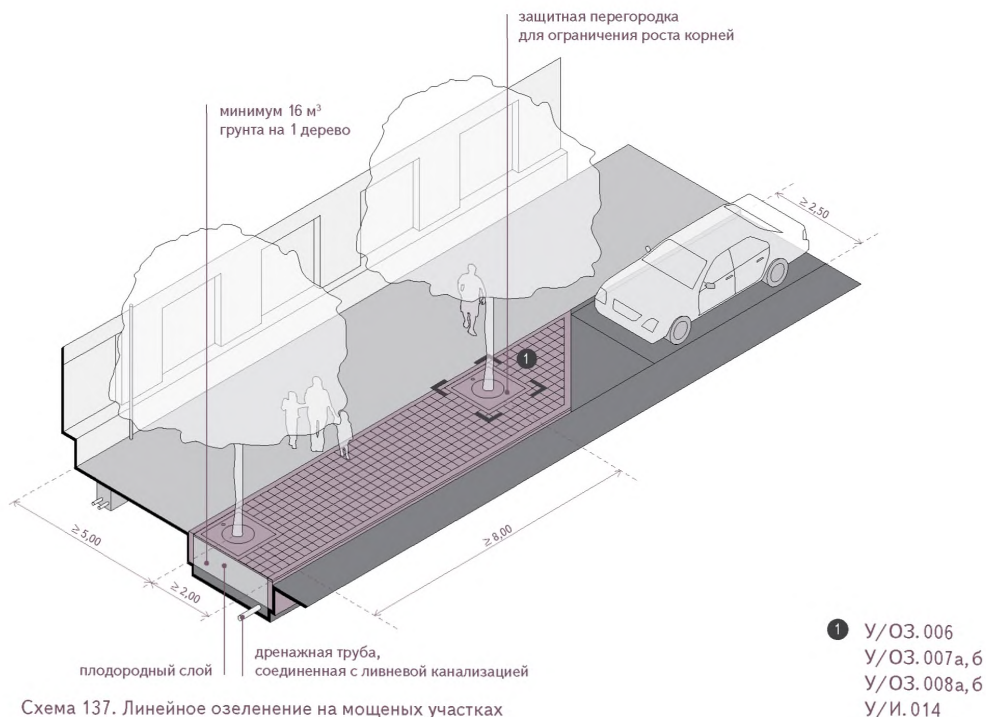 защитная перегородка
для ограничения роста корней
минимум 16 м³
грунта на 1 дерево
≥ 2,50
1
≥ 5,00
≥ 2,00
≥ 8,00
плодородный слой
дренажная труба,
соединенная с ливневой канализацией
Схема 137. Линейное озеленение на мощеных участках
1 У/ОЗ. 006
У/ОЗ. 007а, б
У/ОЗ. 008а, б
У/И. 014